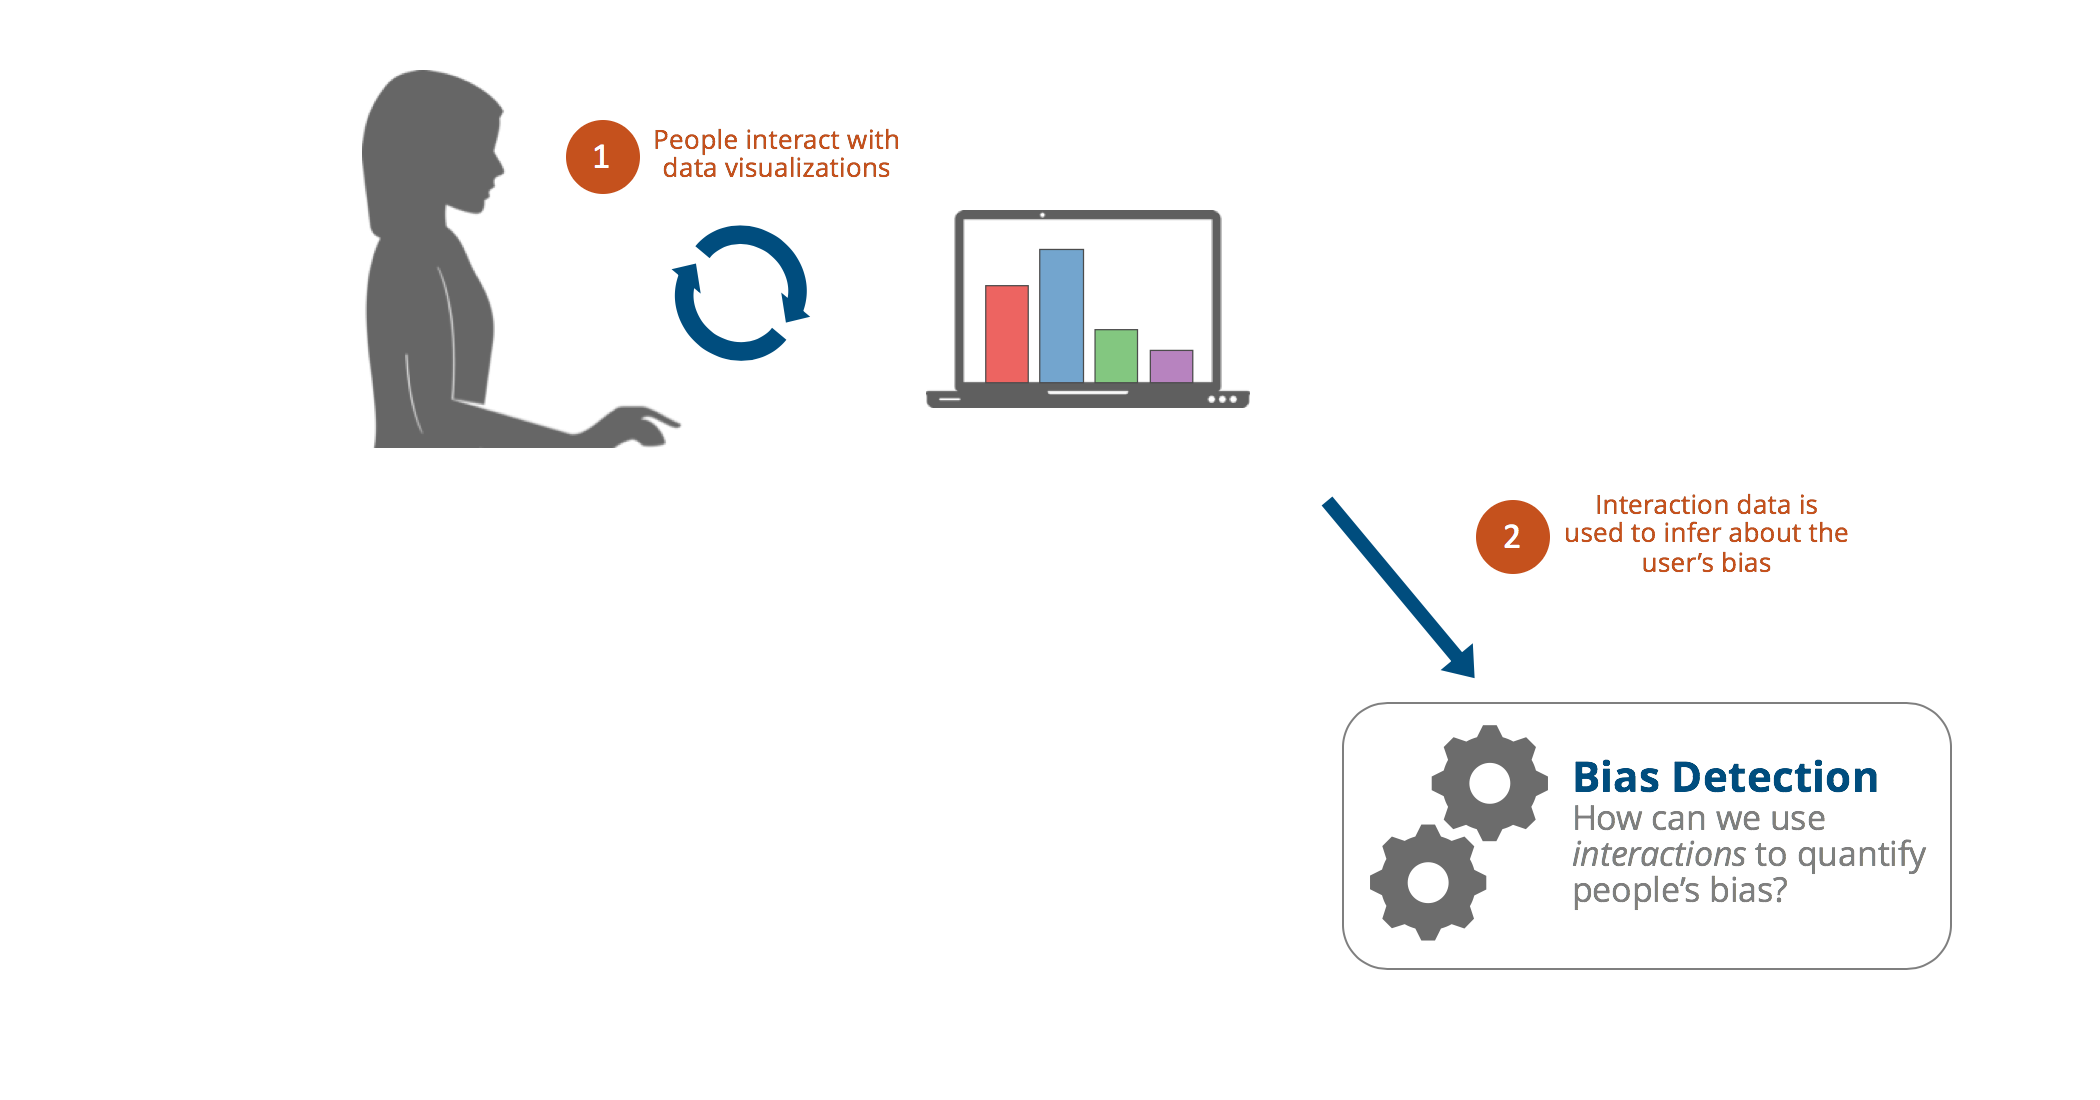 1
People interact with
data visualizations
2
Interaction data is
used to infer about the
user’s bias
Bias Detection
How can we use
interactions to quantify
people’s bias?